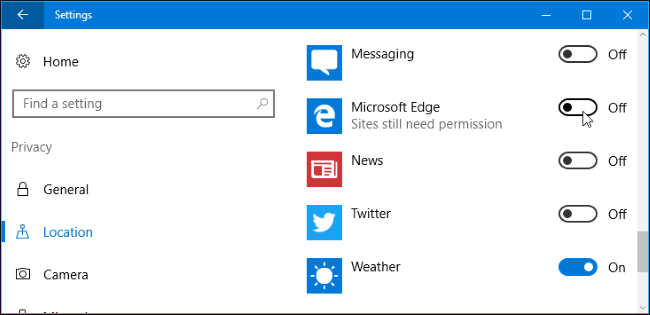 Settings
Home
Find a setting
Privacy
General
Location
Camera
Messaging Off
Microsoft Edge Off
Sites still need permission
News Off
Twitter Off
Weather On